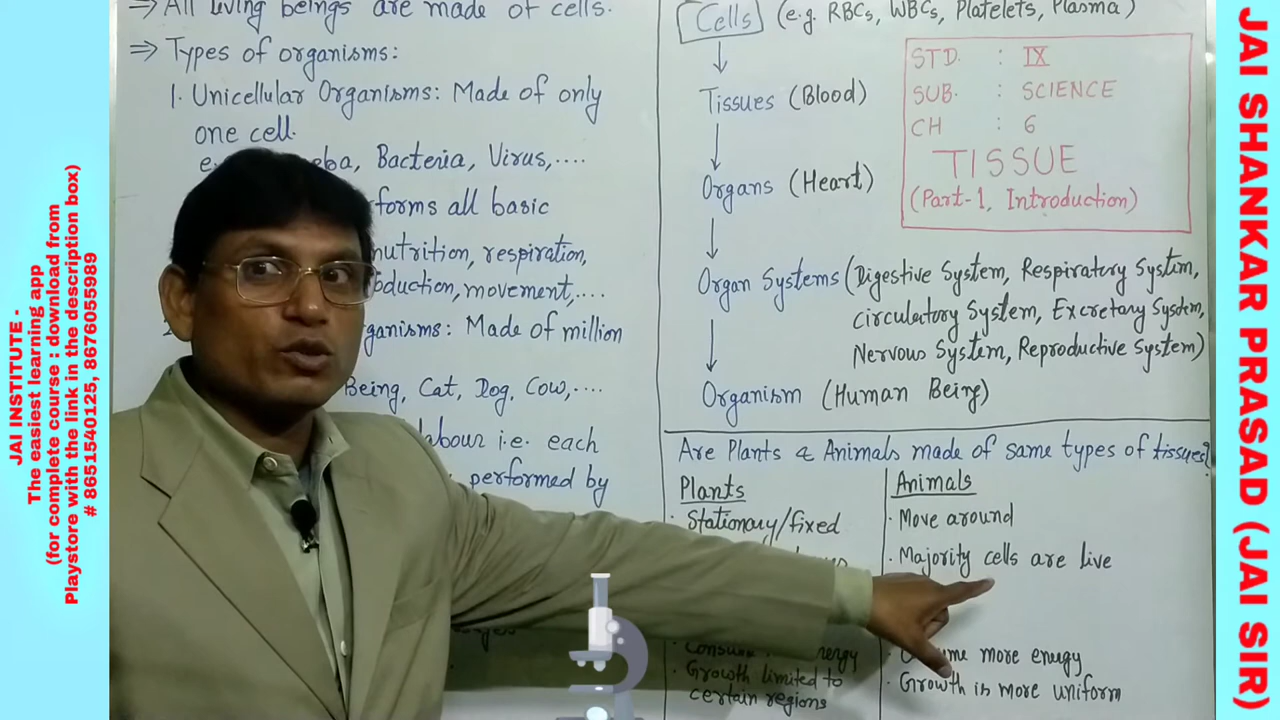 JAI INSTITUTE -
The easiest learning app
(for complete course : download from
Playstore with the link in the description box)
# 8651540125, 8676055989
⇒ All living beings are made of cells.
⇒ Types of organisms:
1. Unicellular Organisms: Made of only
one cell.
Bacteria, Virus,....
all basic
nutrition, respiration,
movement,....
Made of million
Being, Cat, Dog, Cow,....
labour i.e. each
performed by
Cells (e.g. RBCs, WBCs, Platelets, Plasma)
Tissues (Blood)
Organs (Heart)
Organ Systems (Digestive System, Respiratory System,
Circulatory System, Excretary System,
Nervous System, Reproductive System)
Organism (Human Being)
STD. : IX
SUB. : SCIENCE
CH : 6
TISSUE
(Part-1, Introduction)
Are Plants & Animals made of same types of tissues?
Plants
· Stationary/fixed
· Growth limited to
certain regions
Animals
· Move around
· Majority cells are live
more energy
· Growth is more uniform
JAI SHANKAR PRASAD (JAI SIR)